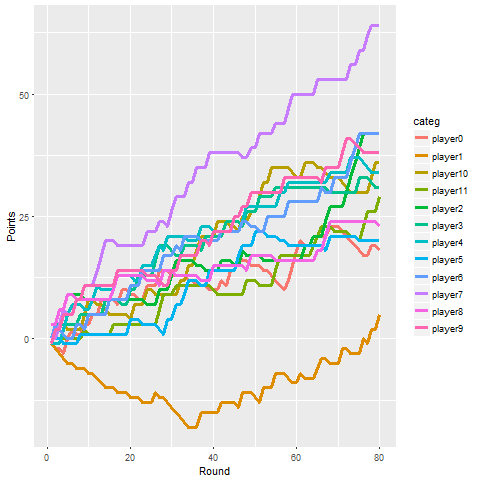 50
25
0
0
20
40
60
80
Round
Points
categ
player0
player1
player10
player11
player2
player3
player4
player5
player6
player7
player8
player9